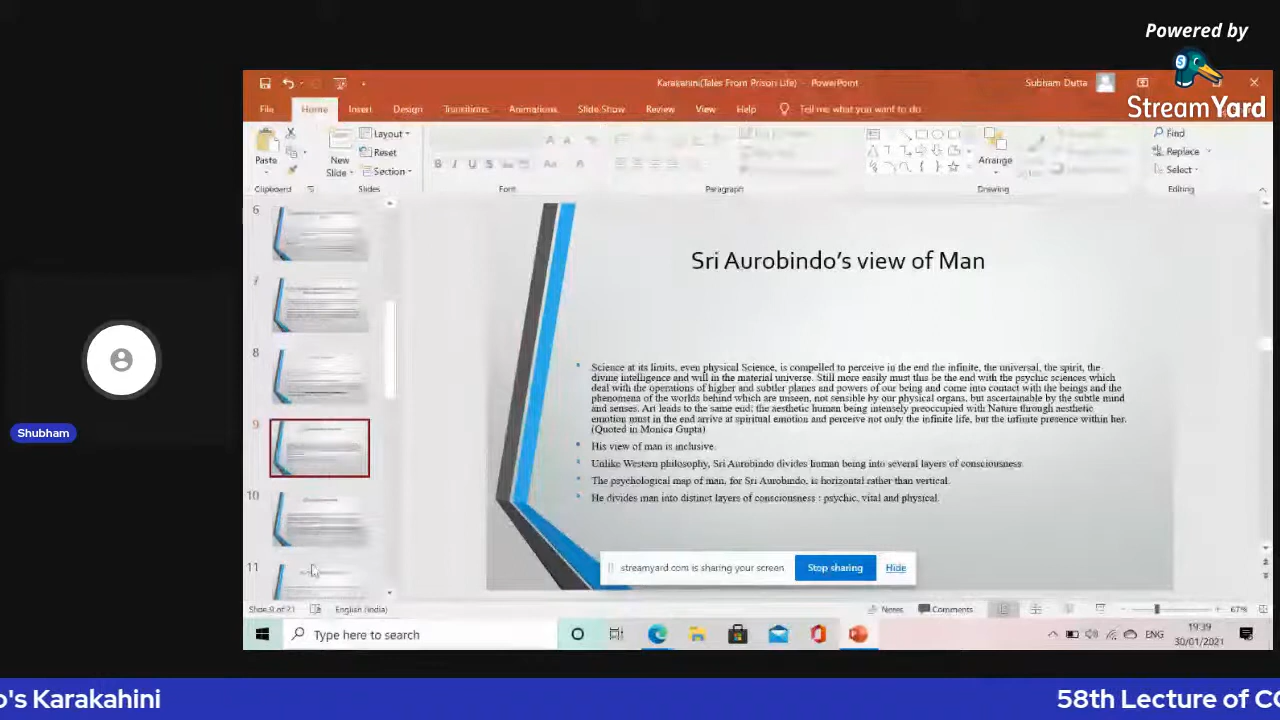 Powered by
StreamYard
Karakahini(Tales From Prison Life) - PowerPoint
Subham Dutta
File Home Insert Design Transitions Animations Slide Show Review View Help Tell me what you want to do
Paste
New
Slide
Layout
Reset
Section
Arrange
Find
Replace
Select
Clipboard Slides Font Paragraph Drawing Editing
6
7
8
9
10
11
Sri Aurobindo's view of Man
Science at its limits, even physical Science, is compelled to perceive in the end the infinite, the universal, the spirit, the
divine intelligence and will in the material universe. Still more easily must this be the end with the psychic sciences which
deal with the operations of higher and subtler planes and powers of our being and come into contact with the beings and the
phenomena of the worlds behind which are unseen, not sensible by our physical organs, but ascertainable by the subtle mind
and senses. Art leads to the same end; the aesthetic human being intensely preoccupied with Nature through aesthetic
emotion must in the end arrive at spiritual emotion and perceive not only the infinite life, but the infinite presence within her.
(Quoted in Monica Gupta)
His view of man is inclusive.
Unlike Western philosophy, Sri Aurobindo divides human being into several layers of consciousness.
The psychological map of man, for Sri Aurobindo, is horizontal rather than vertical.
He divides man into distinct layers of consciousness : psychic, vital and physical.
streamyard.com is sharing your screen Stop sharing Hide
Shubham
Slide 9 of 21 English (India) Notes Comments 67%
Type here to search
ENG
19:39
30/01/2021
o's Karakahini
58th Lecture of CO